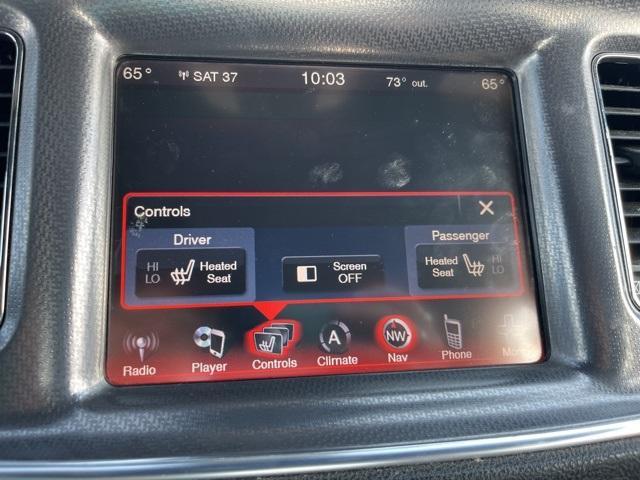 65° SAT 37 10:03 73° out. 65°
Controls
Driver
Passenger
HI
LO
Heated
Seat
Screen
OFF
Heated
Seat
HI
LO
Radio
Player
Controls
A
Climate
NW
Nav
Phone